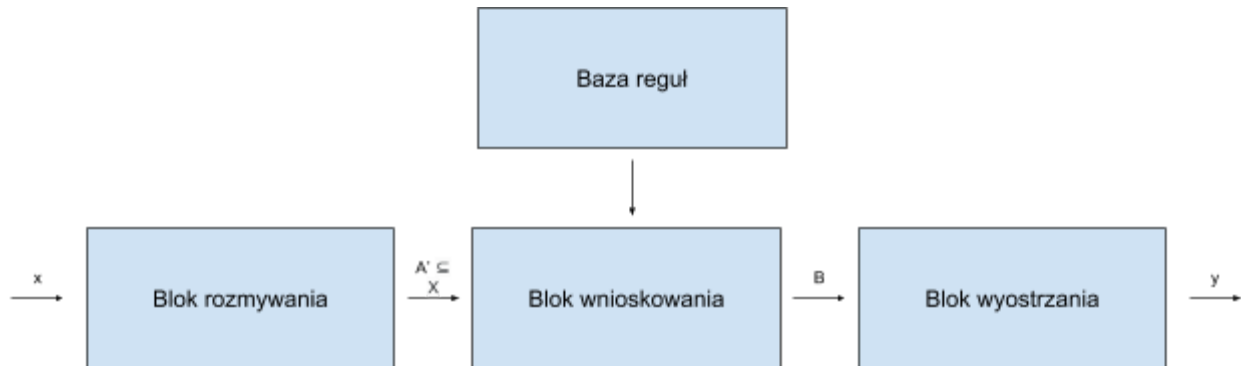 Baza reguł
x
Blok rozmywania
A' ⊆
X
Blok wnioskowania
B
Blok wyostrzania
y